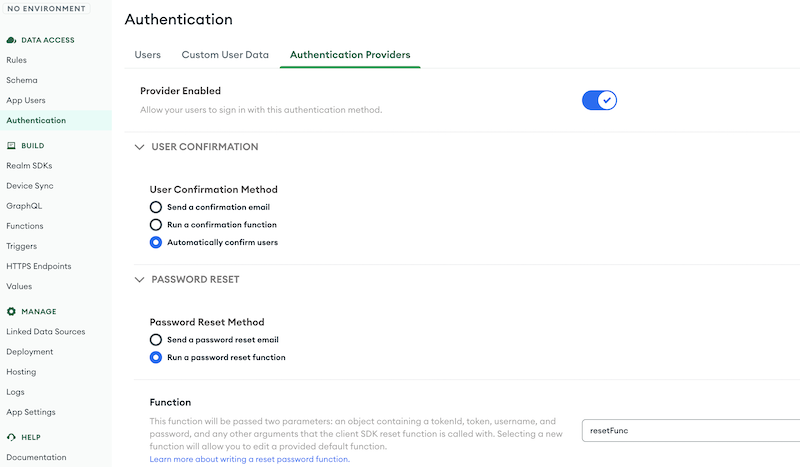 NO ENVIRONMENT
DATA ACCESS
Rules
Schema
App Users
Authentication
BUILD
Realm SDKs
Device Sync
GraphQL
Functions
Triggers
HTTPS Endpoints
Values
MANAGE
Linked Data Sources
Deployment
Hosting
Logs
App Settings
HELP
Documentation
Authentication
Users Custom User Data Authentication Providers
Provider Enabled
Allow your users to sign in with this authentication method.
USER CONFIRMATION
User Confirmation Method
Send a confirmation email
Run a confirmation function
Automatically confirm users
PASSWORD RESET
Password Reset Method
Send a password reset email
Run a password reset function
Function
This function will be passed two parameters: an object containing a tokenId, token, username, and
password, and any other arguments that the client SDK reset function is called with. Selecting a new
function will allow you to edit a provided default function.
Learn more about writing a reset password function.
resetFunc